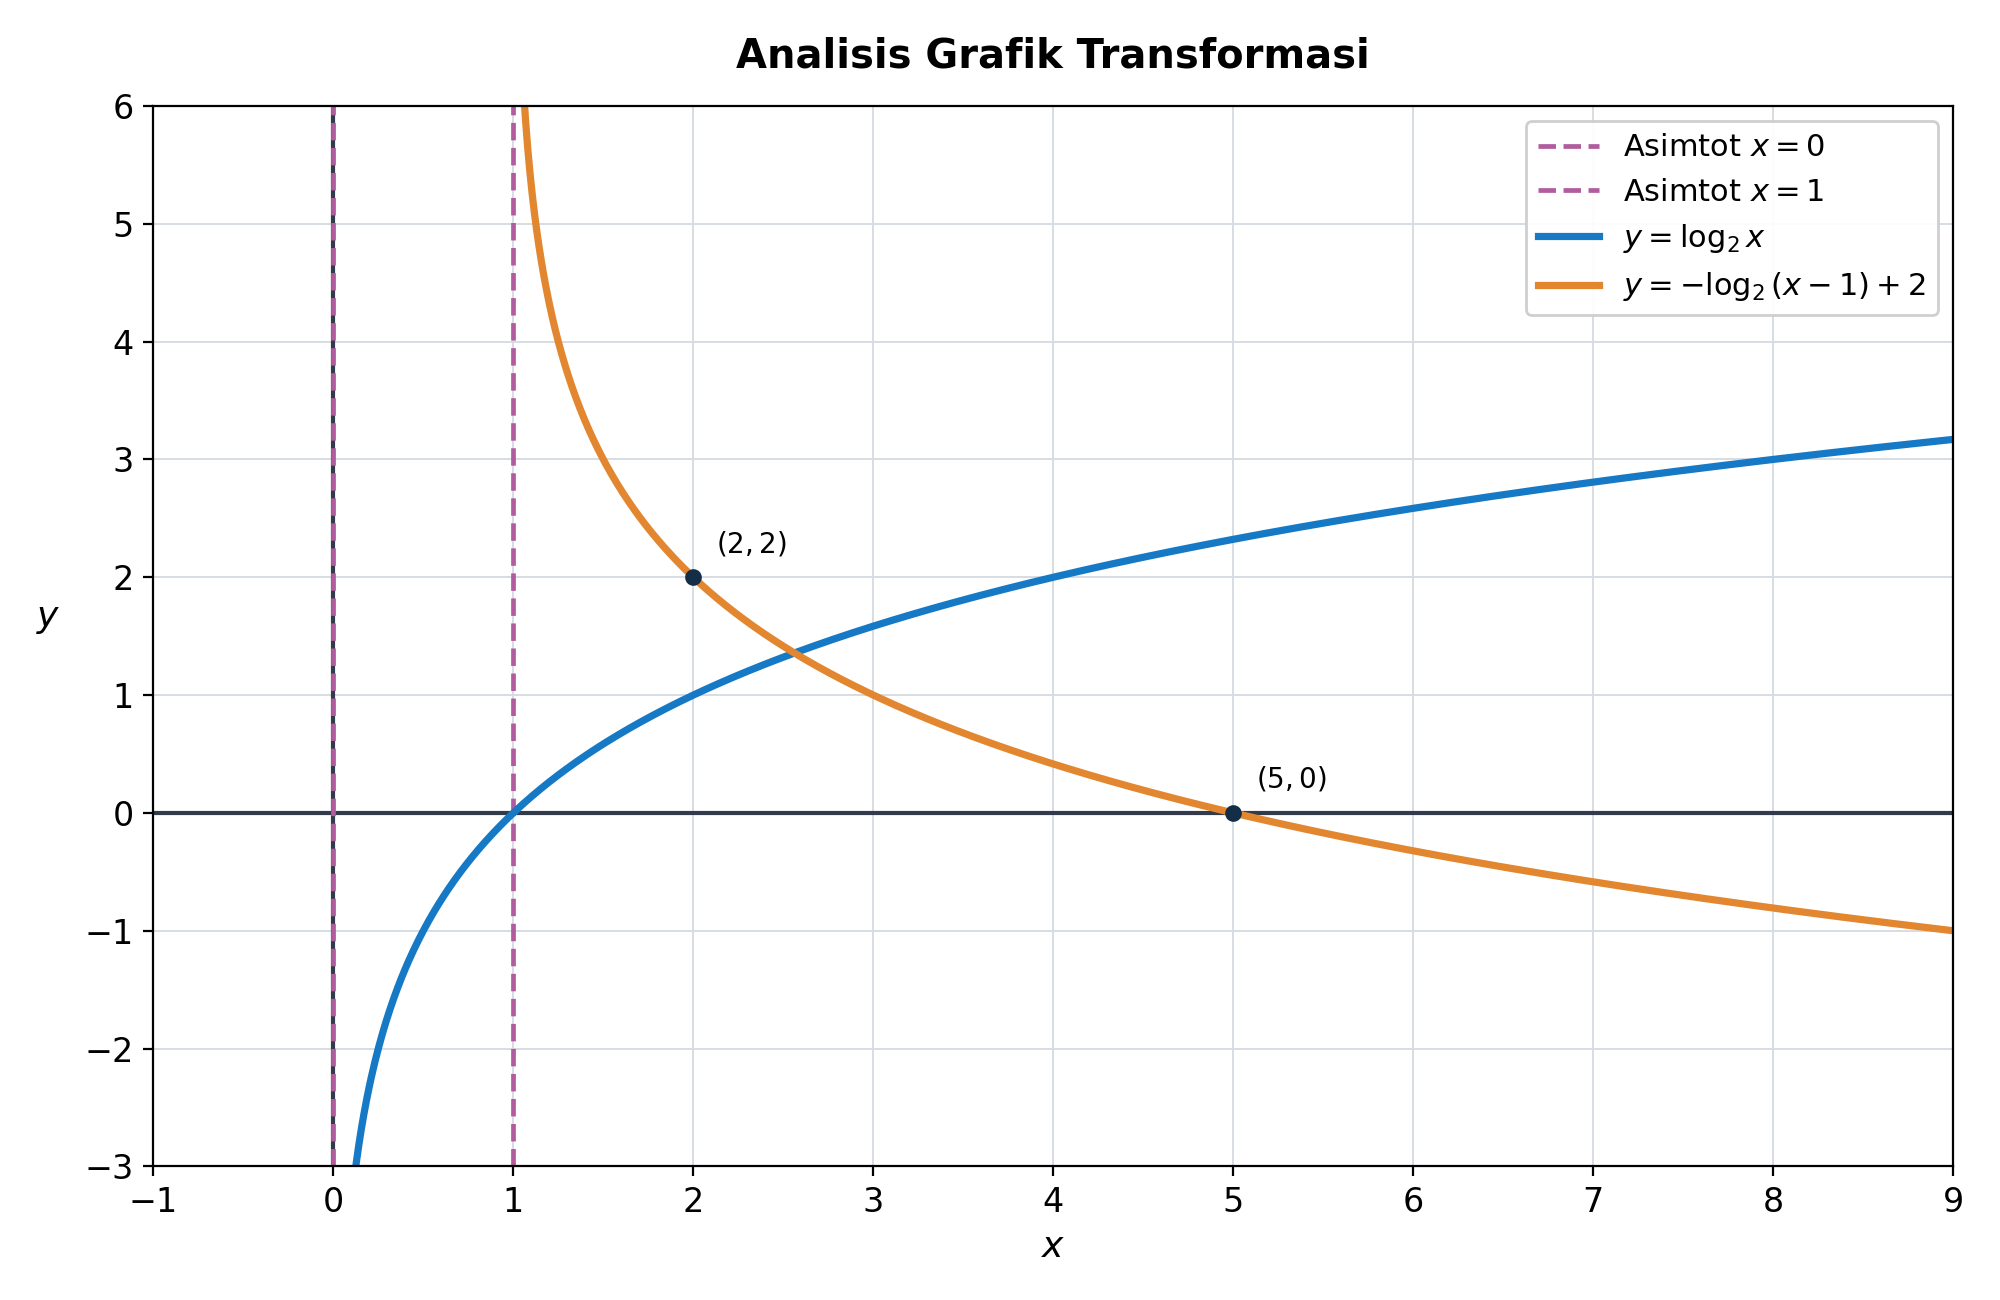 Analisis Grafik Transformasi
6
5
4
3
2
1
0
−1
−2
−3
y
Asimtot x = 0
Asimtot x = 1
y = log₂ x
y = −log₂ (x − 1) + 2
(2, 2)
(5, 0)
−1 0 1 2 3 4 5 6 7 8 9
x